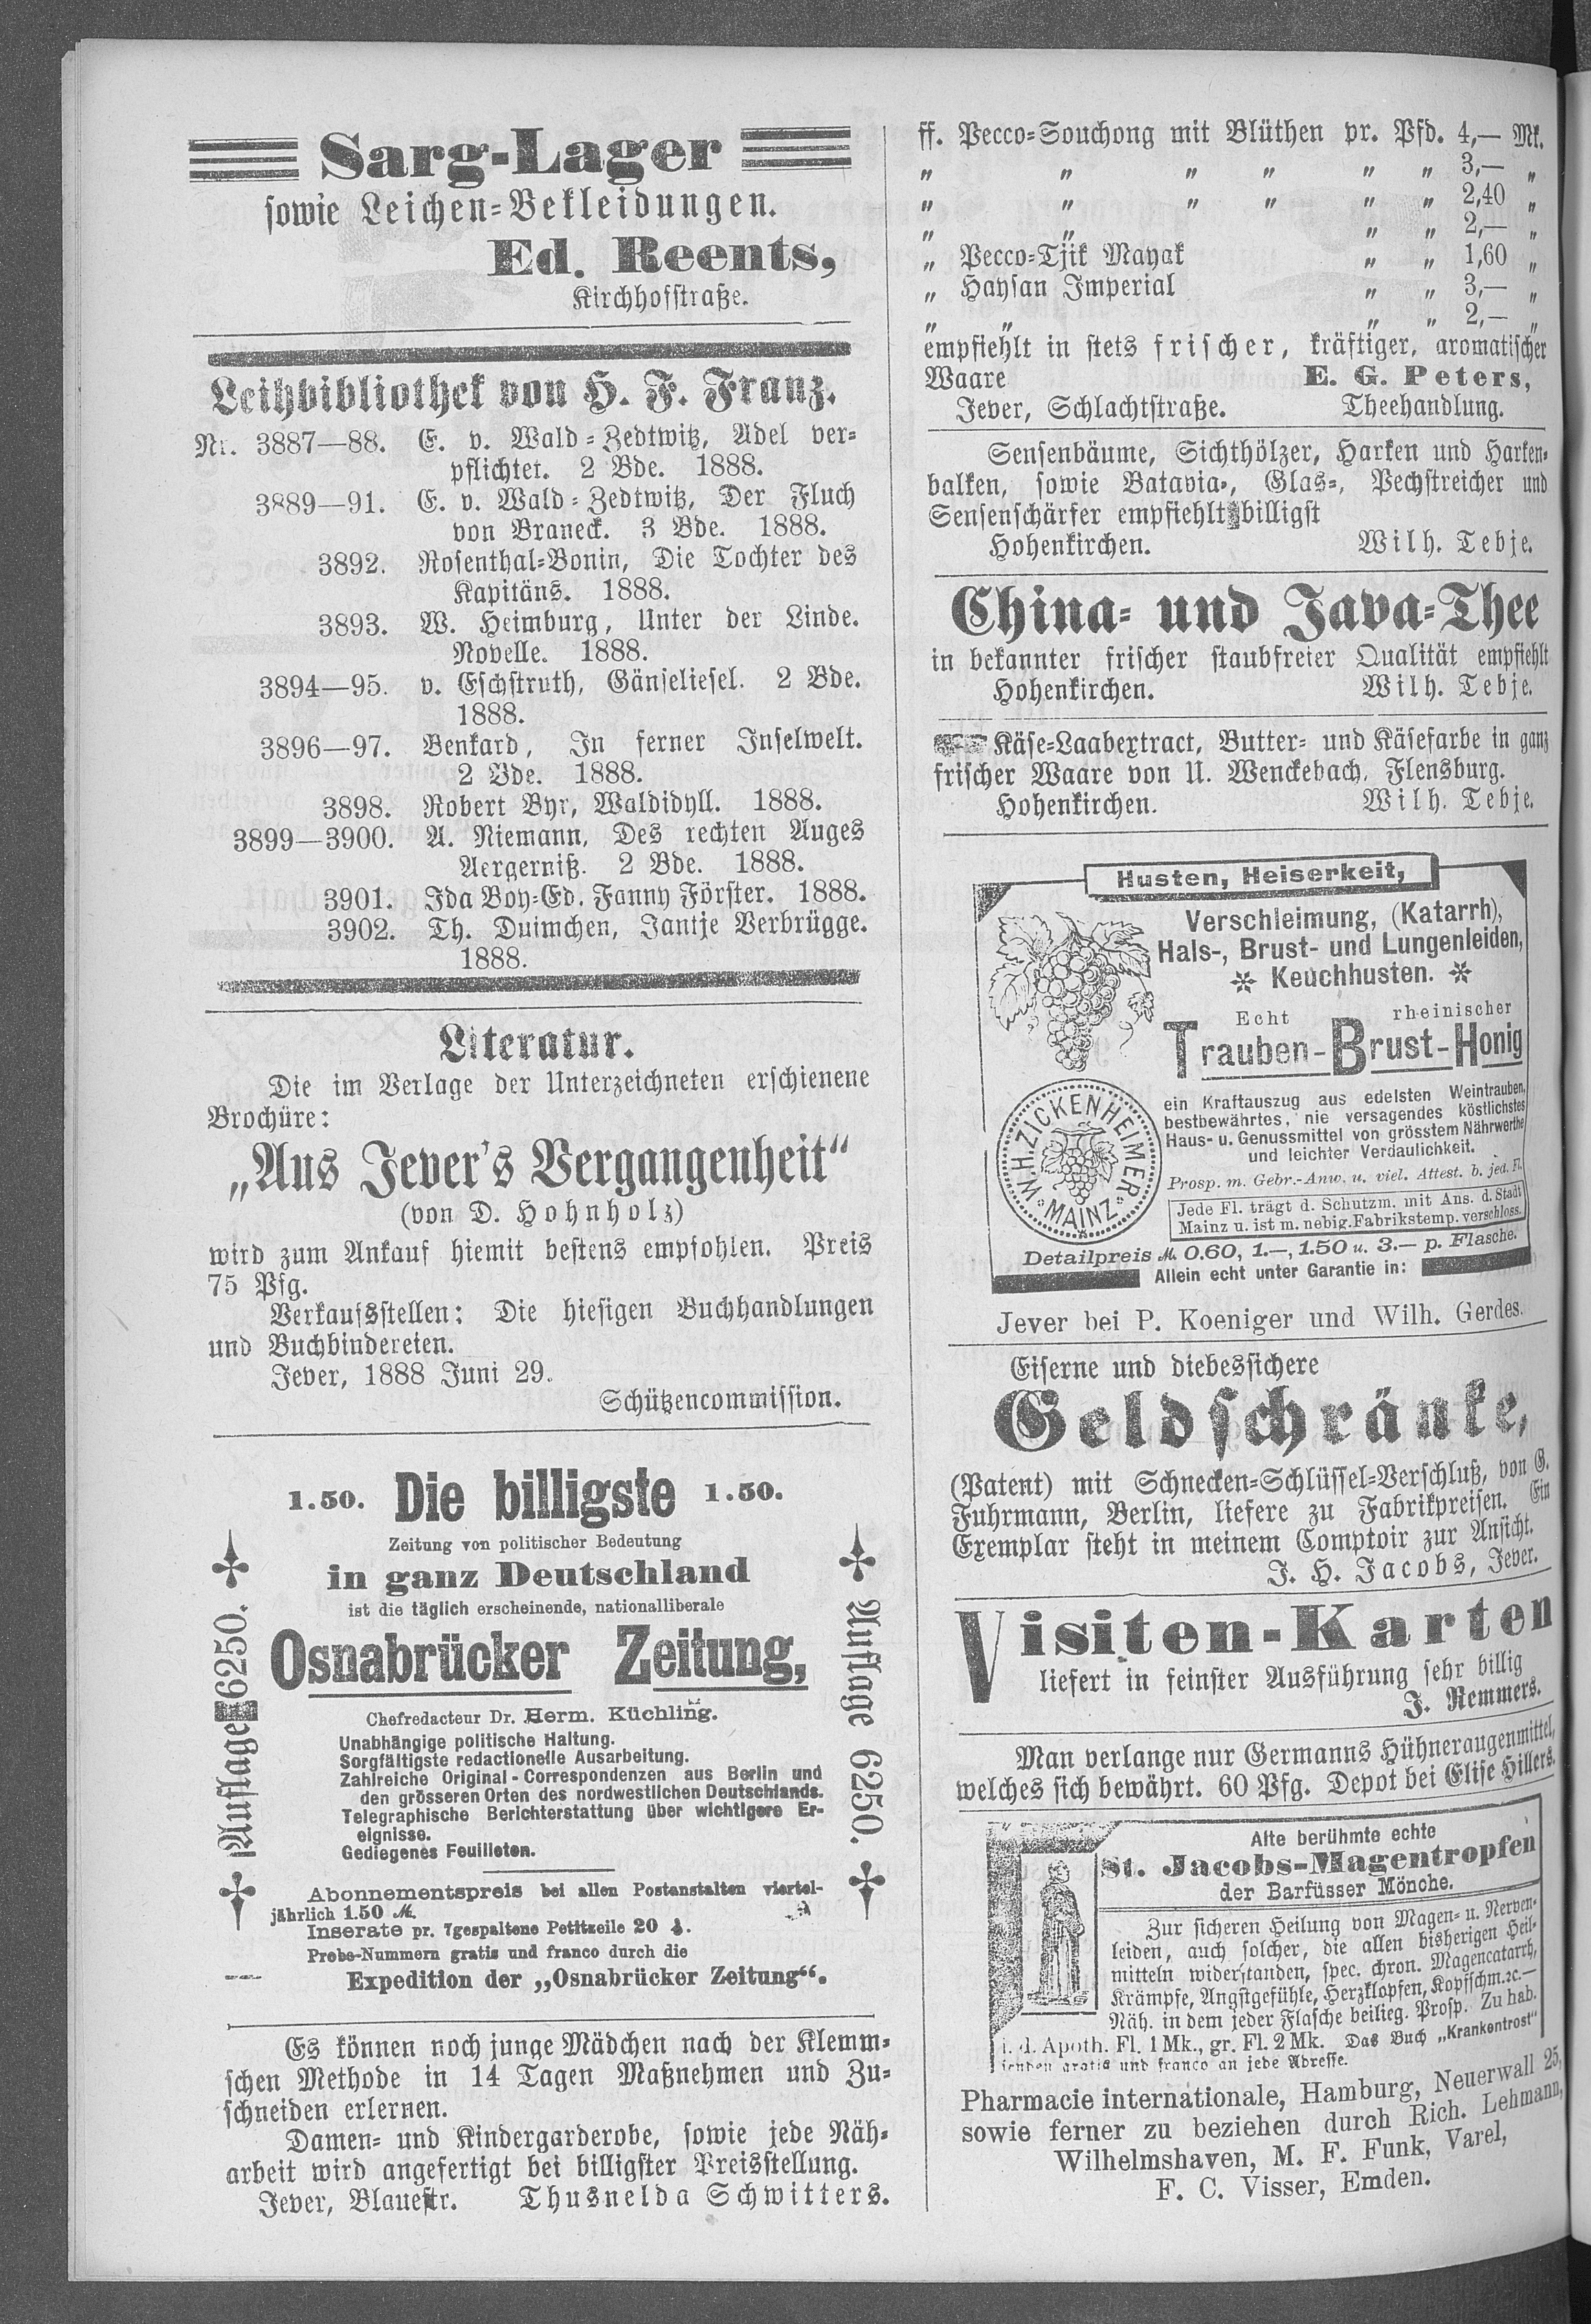 Sarg-Lager
sowie Leichen-Bekleidungen.
Ed. Reents,
Kirchhofstraße.
Leihbibliothek von H. F. Franz.
Nr. 3887—88. E. v. Wald-Zedtwitz, Adel ver-
pflichtet. 2 Bde. 1888.
3889—91. E. v. Wald-Zedtwitz, Der Fluch
von Braneck. 3 Bde. 1888.
3892. Rosenthal-Bonin, Die Tochter des
Kapitäns. 1888.
3893. W. Heimburg, Unter der Linde.
Novelle. 1888.
3894—95. v. Eschstruth, Gänseliesel. 2 Bde.
1888.
3896—97. Benkard, In ferner Inselwelt.
2 Bde. 1888.
3898. Robert Byr, Waldidyll. 1888.
3899—3900. A. Niemann, Des rechten Auges
Aergerniß. 2 Bde. 1888.
3901. Ida Boy-Ed. Fanny Förster. 1888.
3902. Th. Duimchen, Jantje Verbrügge.
1888.
Literatur.
Die im Verlage der Unterzeichneten erschienene
Brochüre:
„Aus Jever's Vergangenheit“
(von D. Hohnholz)
wird zum Ankauf hiemit bestens empfohlen. Preis
75 Pfg.
Verkaufsstellen: Die hiesigen Buchhandlungen
und Buchbindereien.
Jever, 1888 Juni 29.
Schützencommission.
1.50. Die billigste 1.50.
Zeitung von politischer Bedeutung
in ganz Deutschland
ist die täglich erscheinende, nationalliberale
Osnabrücker Zeitung,
Auflage 6250.
Auflage 6250.
Chefredacteur Dr. Herm. Küchling.
Unabhängige politische Haltung.
Sorgfältigste redactionelle Ausarbeitung.
Zahlreiche Original-Correspondenzen aus Berlin und
den grösseren Orten des nordwestlichen Deutschlands.
Telegraphische Berichterstattung über wichtigere Er-
eignisse.
Gediegenes Feuilleton.
Abonnementspreis bei allen Postanstalten viertel-
jährlich 1.50 M.
Inserate pr. 7gespaltene Petitzeile 20 ₰.
Probe-Nummern gratis und franco durch die
Expedition der „Osnabrücker Zeitung“.
Es können noch junge Mädchen nach der Klemm-
schen Methode in 14 Tagen Maßnehmen und Zu-
schneiden erlernen.
Damen- und Kindergarderobe, sowie jede Näh-
arbeit wird angefertigt bei billigster Preisstellung.
Jever, Blauestr. Thusnelda Schwitters.
ff. Pecco-Souchong mit Blüthen pr. Pfd. 4,— Mk.
„ „ „ „ „ „ 3,— „
„ „ „ „ „ „ 2,40 „
„ „ „ „ 2,— „
„ Pecco-Tjik Mayak „ „ 1,60 „
„ Haysan Imperial „ „ 3,— „
„ „ „ „ 2,— „
empfiehlt in stets frischer, kräftiger, aromatischer
Waare E. G. Peters,
Jever, Schlachtstraße. Theehandlung.
Sensenbäume, Sichthölzer, Harken und Harken-
balken, sowie Batavia-, Glas-, Pechstreicher und
Sensenschärfer empfiehlt billigst
Hohenkirchen. Wilh. Tebje.
China- und Java-Thee
in bekannter frischer staubfreier Qualität empfiehlt
Hohenkirchen. Wilh. Tebje.
Käse-Laabextract, Butter- und Käsefarbe in ganz
frischer Waare von A. Wenckebach, Flensburg.
Hohenkirchen. Wilh. Tebje.
Husten, Heiserkeit,
Verschleimung, (Katarrh),
Hals-, Brust- und Lungenleiden,
Keuchhusten.
Echt rheinischer
Trauben-Brust-Honig
ein Kraftauszug aus edelsten Weintrauben,
bestbewährtes, nie versagendes köstlichstes
Haus- u. Genussmittel von grösstem Nährwerthe
und leichter Verdaulichkeit.
W.H. ZICKENHEIMER
MAINZ
Prosp. m. Gebr.-Anw. u. viel. Attest. b. jed. Fl.
Jede Fl. trägt d. Schutzm. mit Ans. d. Stadt
Mainz u. ist m. nebig. Fabrikstemp. verschloss.
Detailpreis M. 0.60, 1.—, 1.50 u. 3.— p. Flasche.
Allein echt unter Garantie in:
Jever bei P. Koeniger und Wilh. Gerdes.
Eiserne und diebessichere
Geldschränke,
(Patent) mit Schnecken-Schlüssel-Verschluß, von G.
Fuhrmann, Berlin, liefere zu Fabrikpreisen. Ein
Exemplar steht in meinem Comptoir zur Ansicht.
J. H. Jacobs, Jever.
Visiten-Karten
liefert in feinster Ausführung sehr billig
J. Remmers.
Man verlange nur Germanns Hühneraugenmittel,
welches sich bewährt. 60 Pfg. Depot bei Elise Hillers.
Alte berühmte echte
St. Jacobs-Magentropfen
der Barfüsser Mönche.
Zur sicheren Heilung von Magen- u. Nerven-
leiden, auch solcher, die allen bisherigen Heil-
mitteln widerstanden, spec. chron. Magencatarrh,
Krämpfe, Angstgefühle, Herzklopfen, Kopfschm. ꝛc.—
Näh. in dem jeder Flasche beilieg. Prosp. Zu hab.
i. d. Apoth. Fl. 1 Mk., gr. Fl. 2 Mk. Das Buch „Krankentrost“
senden gratis und franco an jede Adresse.
Pharmacie internationale, Hamburg, Neuerwall 25,
sowie ferner zu beziehen durch Rich. Lehmann,
Wilhelmshaven, M. F. Funk, Varel,
F. C. Visser, Emden.